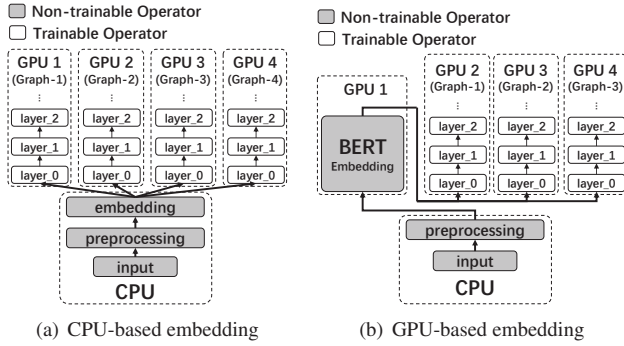 Non-trainable Operator
Trainable Operator
GPU 1
(Graph-1)
...
layer_2
layer_1
layer_0
GPU 2
(Graph-2)
...
layer_2
layer_1
layer_0
GPU 3
(Graph-3)
...
layer_2
layer_1
layer_0
GPU 4
(Graph-4)
...
layer_2
layer_1
layer_0
embedding
preprocessing
input
CPU
(a) CPU-based embedding
Non-trainable Operator
Trainable Operator
GPU 1
BERT
Embedding
GPU 2
(Graph-1)
...
layer_2
layer_1
layer_0
GPU 3
(Graph-2)
...
layer_2
layer_1
layer_0
GPU 4
(Graph-3)
...
layer_2
layer_1
layer_0
preprocessing
input
CPU
(b) GPU-based embedding